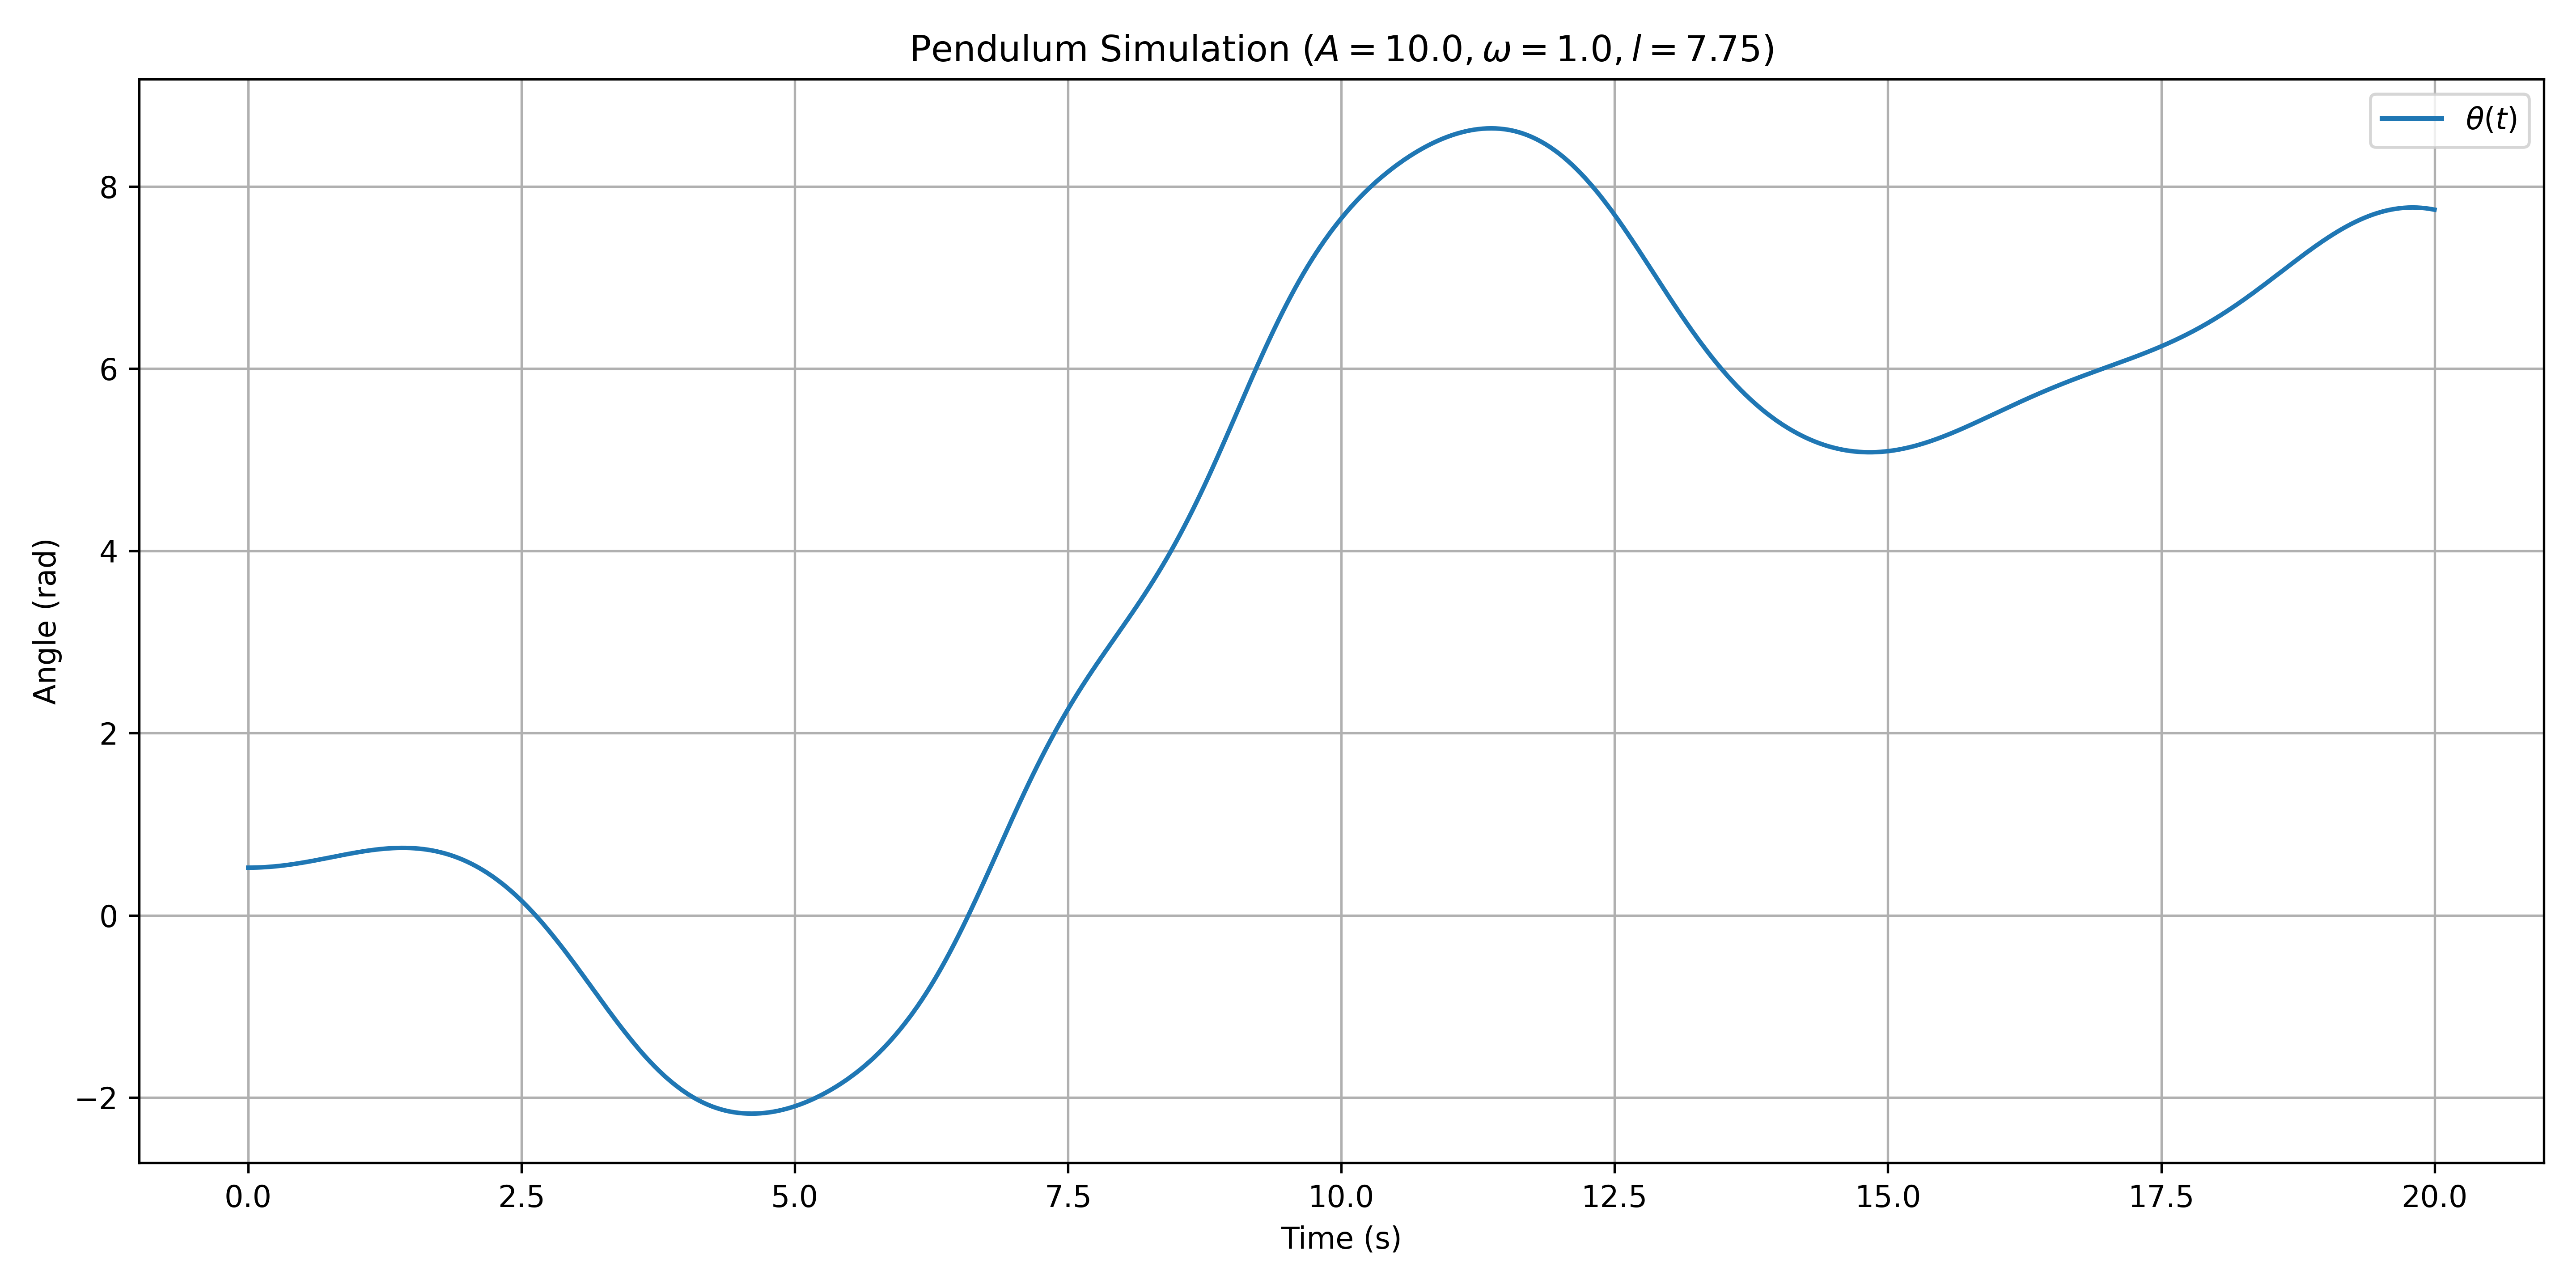 Pendulum Simulation (A = 10.0, ω = 1.0, l = 7.75)
θ(t)
Angle (rad)
8
6
4
2
0
−2
0.0 2.5 5.0 7.5 10.0 12.5 15.0 17.5 20.0
Time (s)